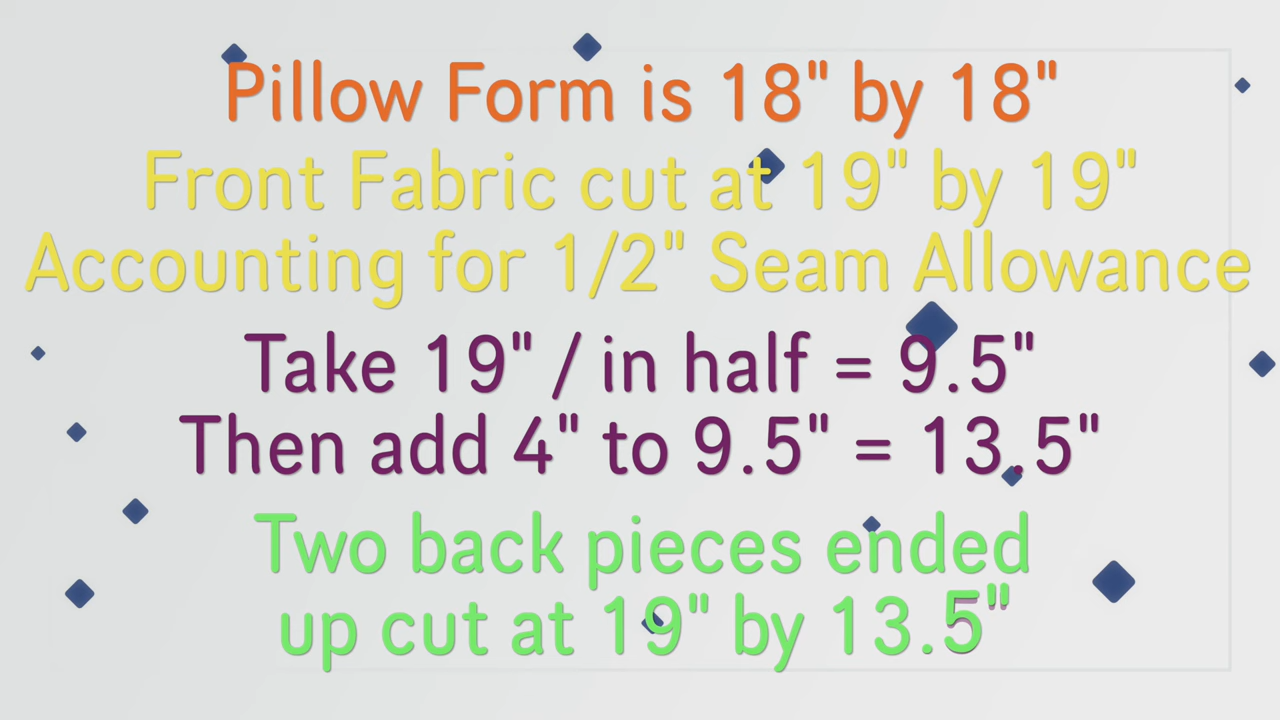 Pillow Form is 18" by 18"
Front Fabric cut at 19" by 19"
Accounting for 1/2" Seam Allowance
Take 19" / in half = 9.5"
Then add 4" to 9.5" = 13.5"
Two back pieces ended
up cut at 19" by 13.5"